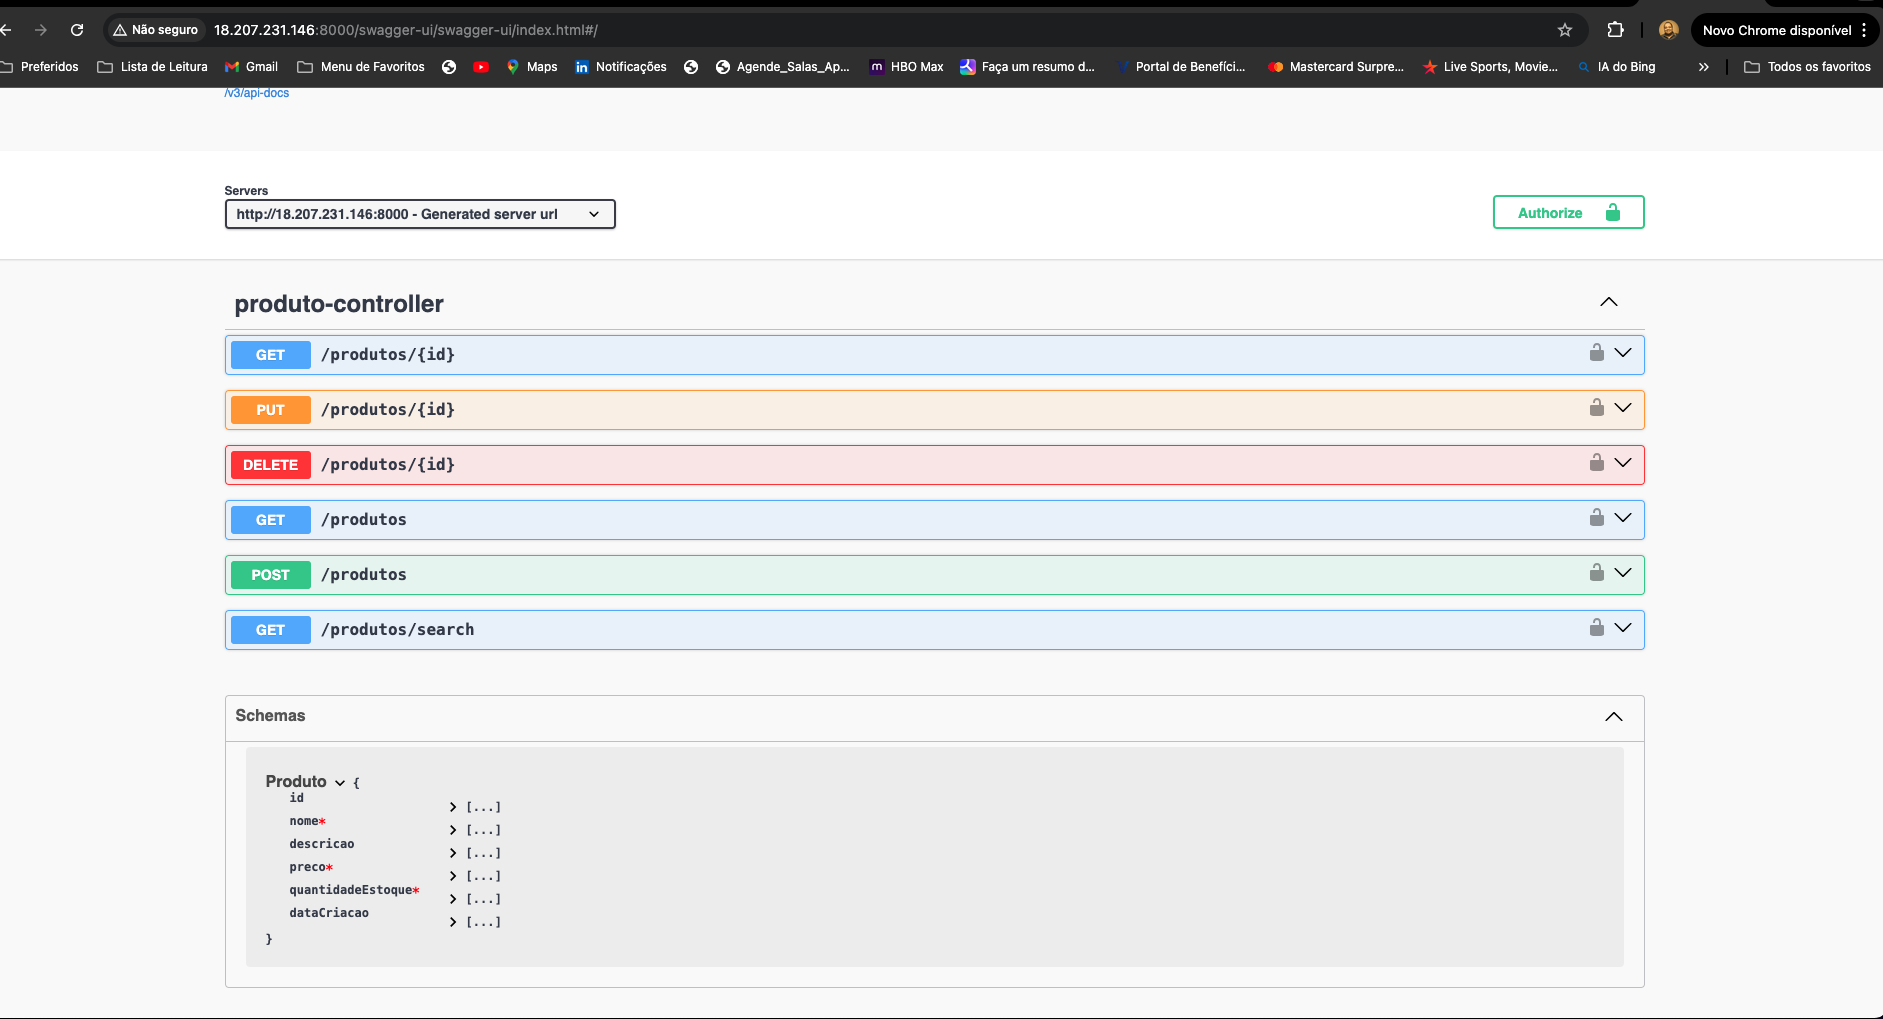 Não seguro
18.207.231.146:8000/swagger-ui/swagger-ui/index.html#/
Novo Chrome disponível
Preferidos
Lista de Leitura
Gmail
Menu de Favoritos
Maps
Notificações
Agende_Salas_Ap...
HBO Max
Faça um resumo d...
Portal de Benefíci...
Mastercard Surpre...
Live Sports, Movie...
IA do Bing
Todos os favoritos
/v3/api-docs
Servers
http://18.207.231.146:8000 - Generated server url
Authorize
produto-controller
GET /produtos/{id}
PUT /produtos/{id}
DELETE /produtos/{id}
GET /produtos
POST /produtos
GET /produtos/search
Schemas
Produto {
id [...]
nome* [...]
descricao [...]
preco* [...]
quantidadeEstoque* [...]
dataCriacao [...]
}